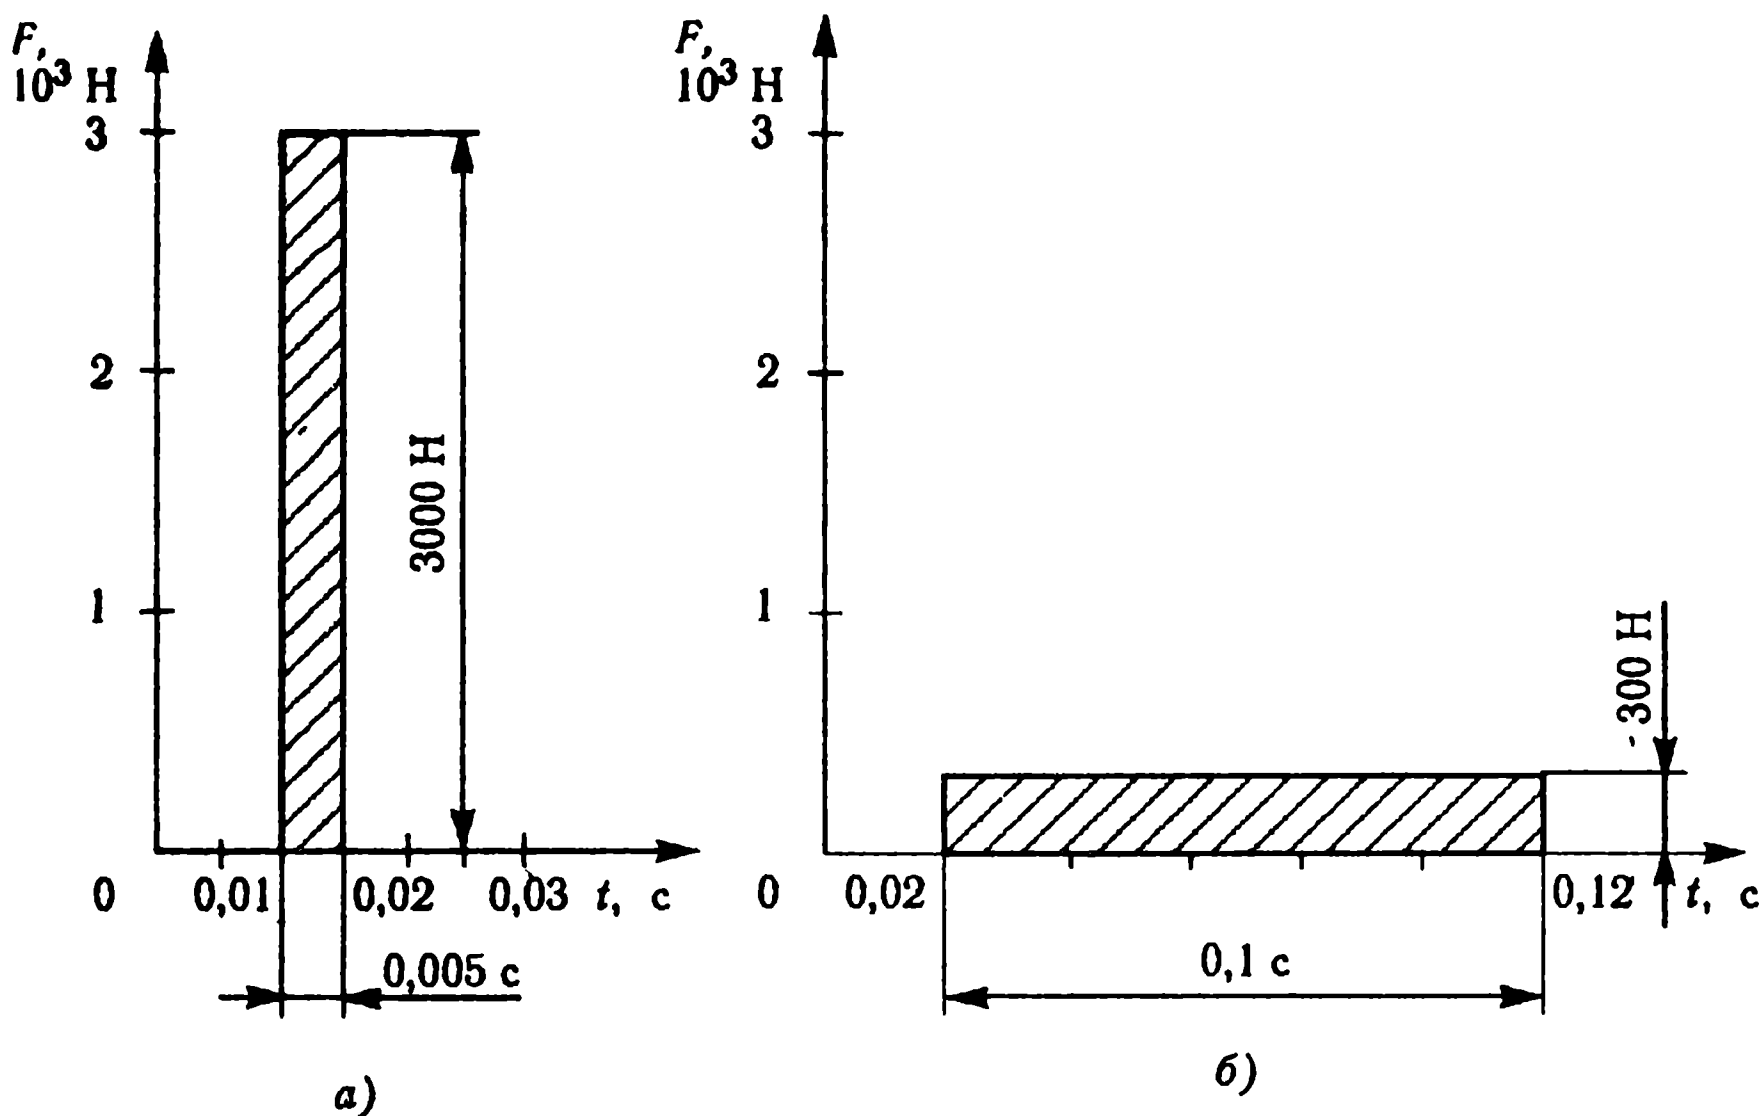 F,
10³ Н
3
2
1
3000 Н
0 0,01 0,02 0,03 t, с
0,005 с
а)
F,
10³ Н
3
2
1
300 Н
0 0,02 0,12 t, с
0,1 с
б)